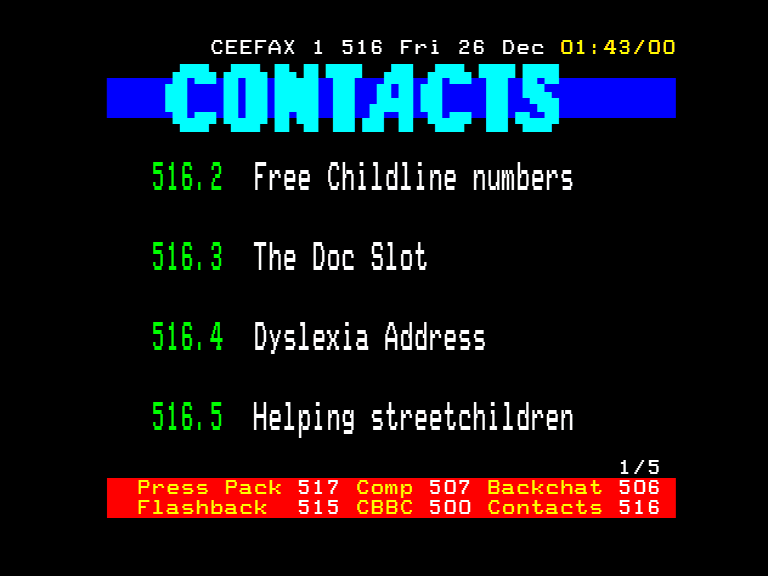 CEEFAX 1 516 Fri 26 Dec 01:43/00
CONTACTS
516.2 Free Childline numbers
516.3 The Doc Slot
516.4 Dyslexia Address
516.5 Helping streetchildren
1/5
Press Pack 517 Comp 507 Backchat 506
Flashback 515 CBBC 500 Contacts 516